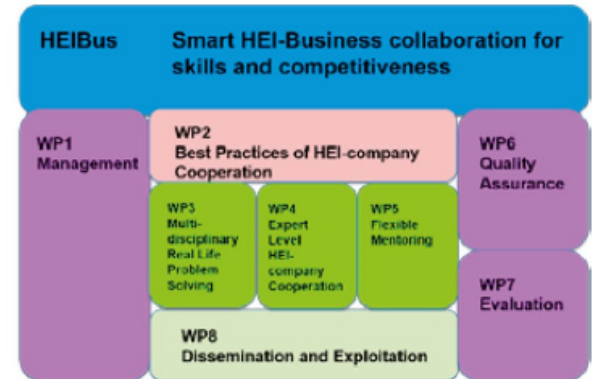 HEIBus Smart HEI-Business collaboration for
skills and competitiveness
WP1
Management
WP2
Best Practices of HEI-company
Cooperation
WP3
Multi-
disciplinary
Real Life
Problem
Solving
WP4
Expert
Level
HEI-
company
Cooperation
WP5
Flexible
Mentoring
WP6
Quality
Assurance
WP7
Evaluation
WP8
Dissemination and Exploitation